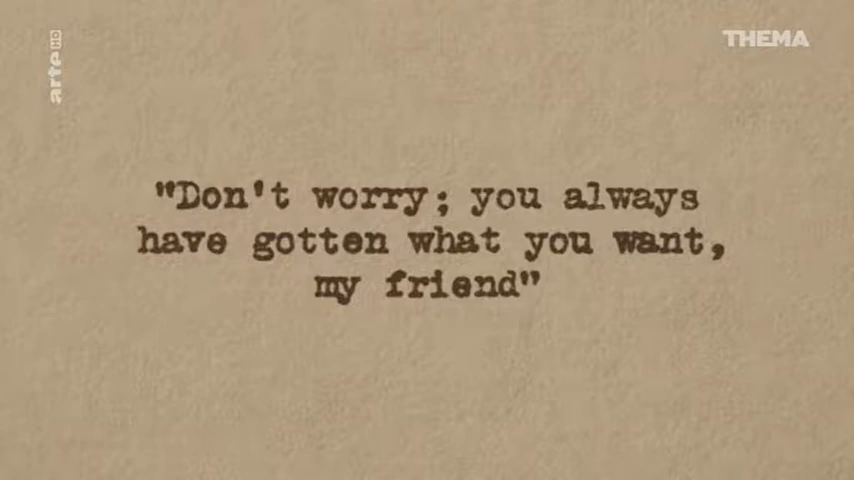 arte HD
THEMA
"Don't worry; you always
have gotten what you want,
my friend"